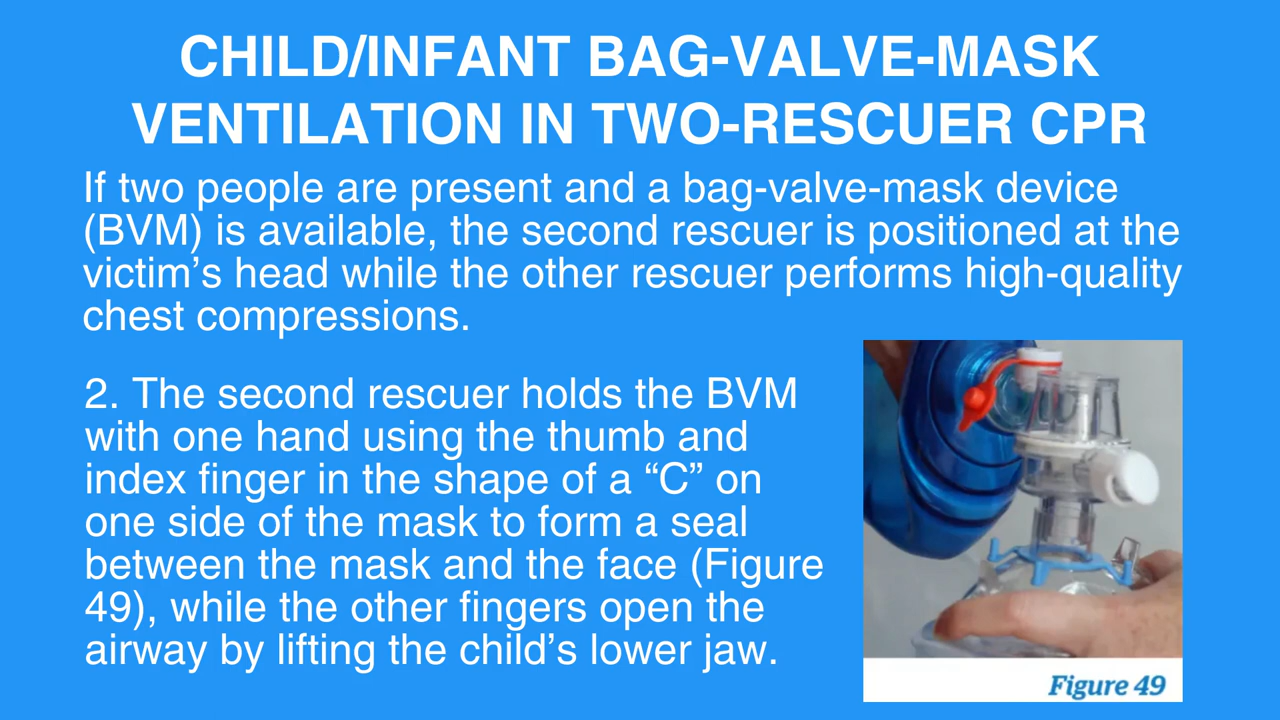 CHILD/INFANT BAG-VALVE-MASK
VENTILATION IN TWO-RESCUER CPR
If two people are present and a bag-valve-mask device
(BVM) is available, the second rescuer is positioned at the
victim’s head while the other rescuer performs high-quality
chest compressions.
2. The second rescuer holds the BVM
with one hand using the thumb and
index finger in the shape of a “C” on
one side of the mask to form a seal
between the mask and the face (Figure
49), while the other fingers open the
airway by lifting the child’s lower jaw.
Figure 49